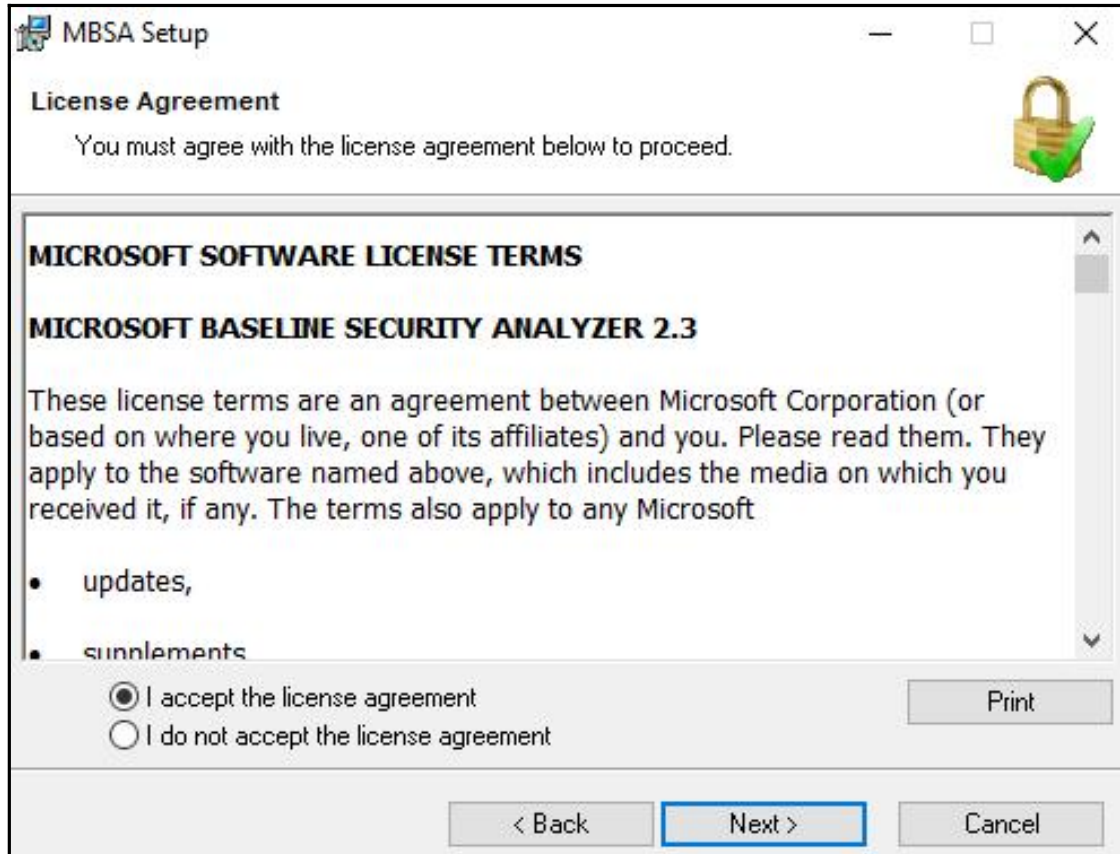 MBSA Setup
License Agreement
You must agree with the license agreement below to proceed.
MICROSOFT SOFTWARE LICENSE TERMS
MICROSOFT BASELINE SECURITY ANALYZER 2.3
These license terms are an agreement between Microsoft Corporation (or
based on where you live, one of its affiliates) and you. Please read them. They
apply to the software named above, which includes the media on which you
received it, if any. The terms also apply to any Microsoft
• updates,
• supplements
I accept the license agreement
Print
I do not accept the license agreement
< Back
Next >
Cancel